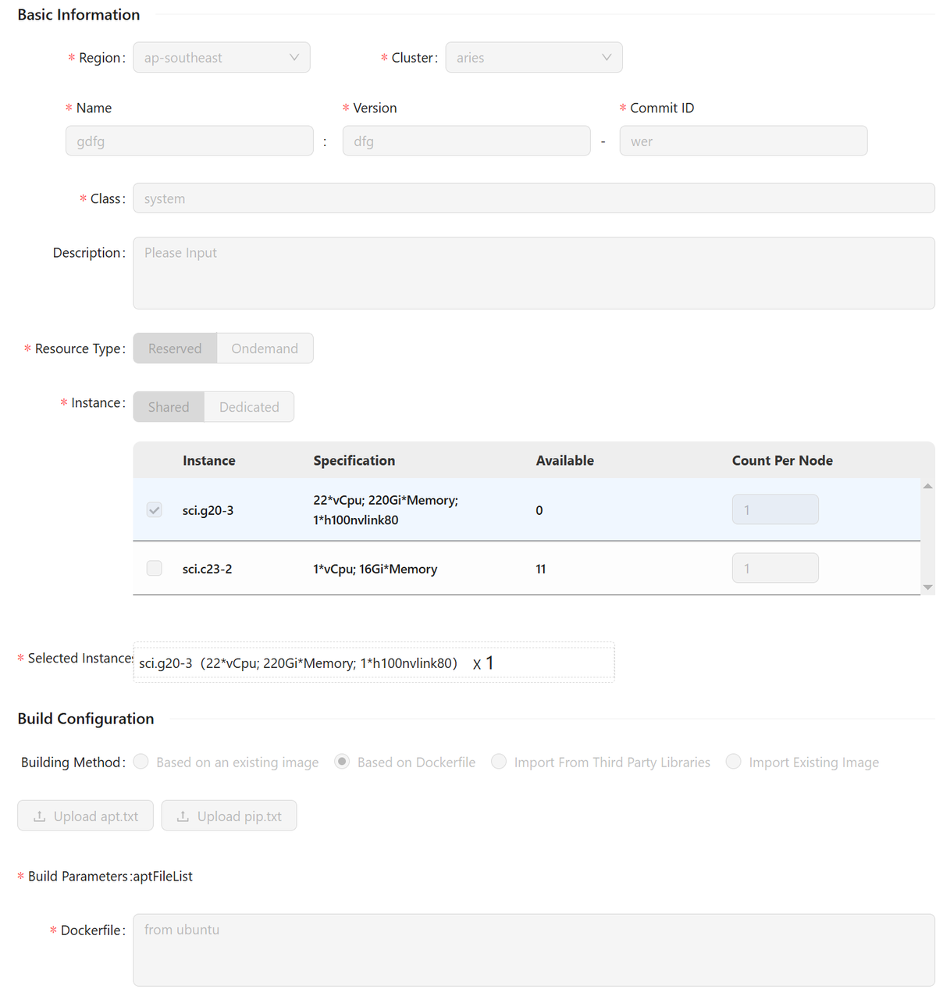 Basic Information
* Region: ap-southeast * Cluster: aries
* Name * Version * Commit ID
gdfg : dfg - wer
* Class: system
Description: Please Input
* Resource Type: Reserved Ondemand
* Instance: Shared Dedicated
Instance Specification Available Count Per Node
sci.g20-3 22*vCpu; 220Gi*Memory; 0 1
1*h100nvlink80
sci.c23-2 1*vCpu; 16Gi*Memory 11 1
* Selected Instance: sci.g20-3（22*vCpu; 220Gi*Memory; 1*h100nvlink80） x 1
Build Configuration
Building Method: Based on an existing image Based on Dockerfile Import From Third Party Libraries Import Existing Image
Upload apt.txt Upload pip.txt
* Build Parameters:aptFileList
* Dockerfile: from ubuntu